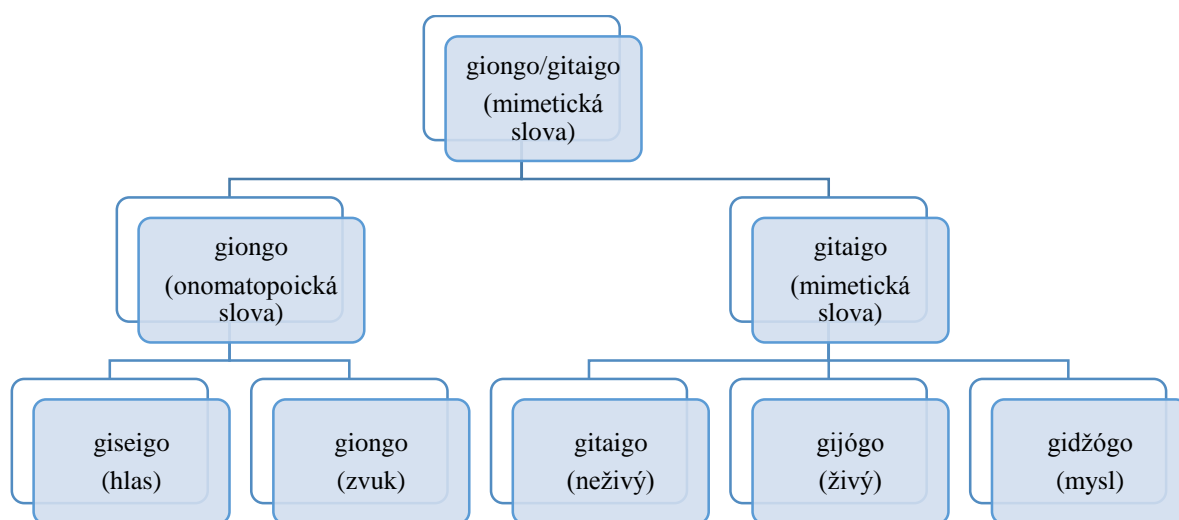 giongo/gitaigo
(mimetická
slova)
giongo
(onomatopoická
slova)
gitaigo
(mimetická
slova)
giseigo
(hlas)
giongo
(zvuk)
gitaigo
(neživý)
gijógo
(živý)
gidžógo
(mysl)